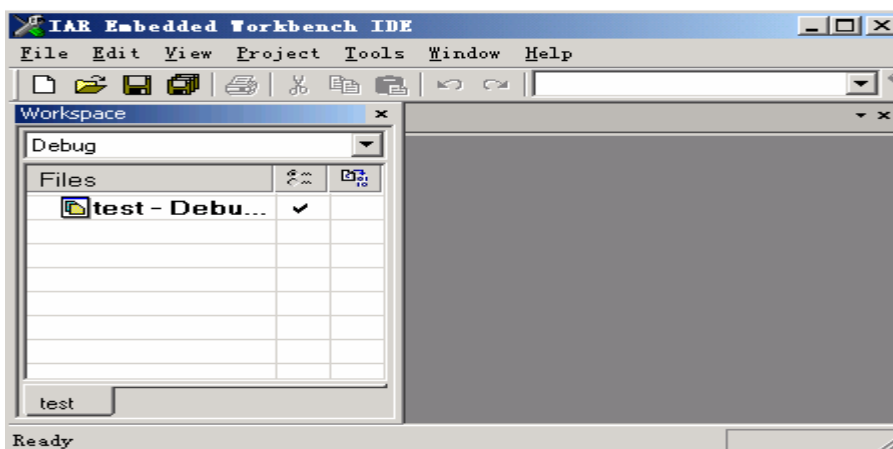 IAR Embedded Workbench IDE
File Edit View Project Tools Window Help
Workspace
Debug
Files
test - Debu...
test
Ready